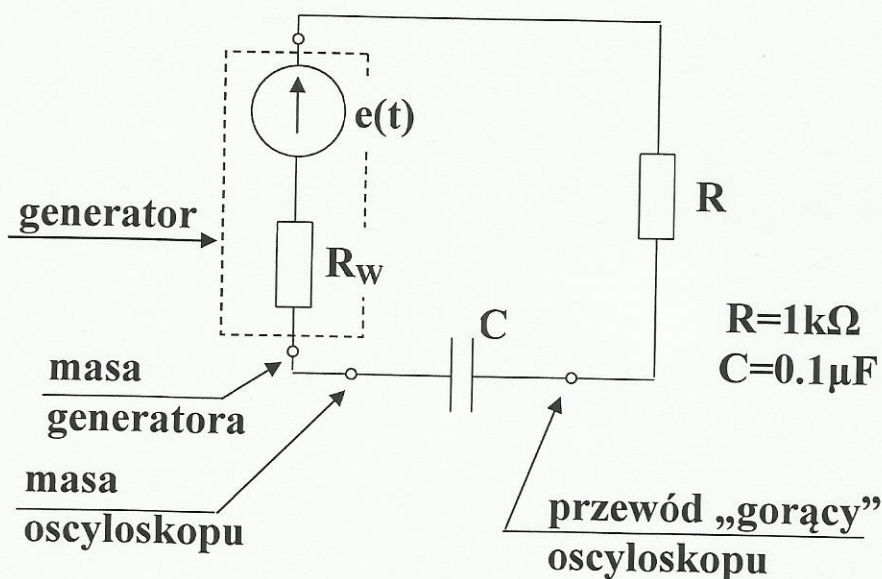 e(t)
generator
R
R_W
C
R=1kΩ
C=0.1µF
masa
generatora
masa
oscyloskopu
przewód „gorący”
oscyloskopu